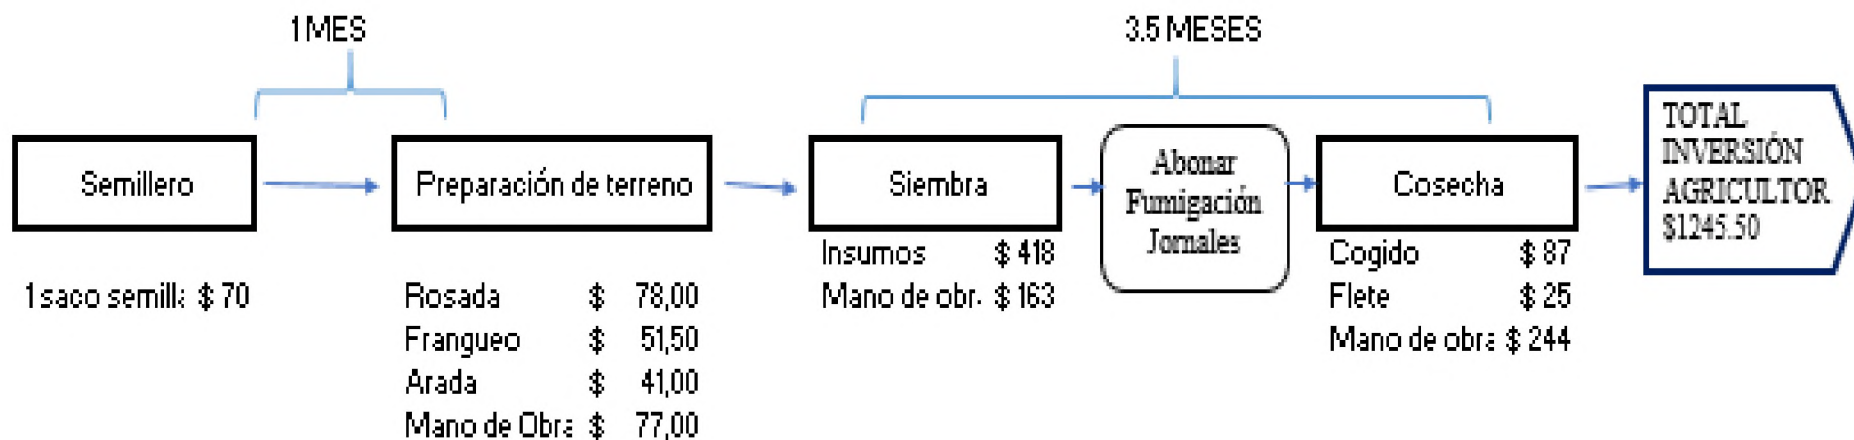 1 MES
3.5 MESES
Semillero
Preparación de terreno
Siembra
Abonar
Fumigación
Jornales
Cosecha
TOTAL
INVERSIÓN
AGRICULTOR
$1245.50
1 saco semilla $ 70
Rosada $ 78,00
Frangueo $ 51,50
Arada $ 41,00
Mano de Obra $ 77,00
Insumos $ 418
Mano de obr. $ 163
Cogido $ 87
Flete $ 25
Mano de obra $ 244